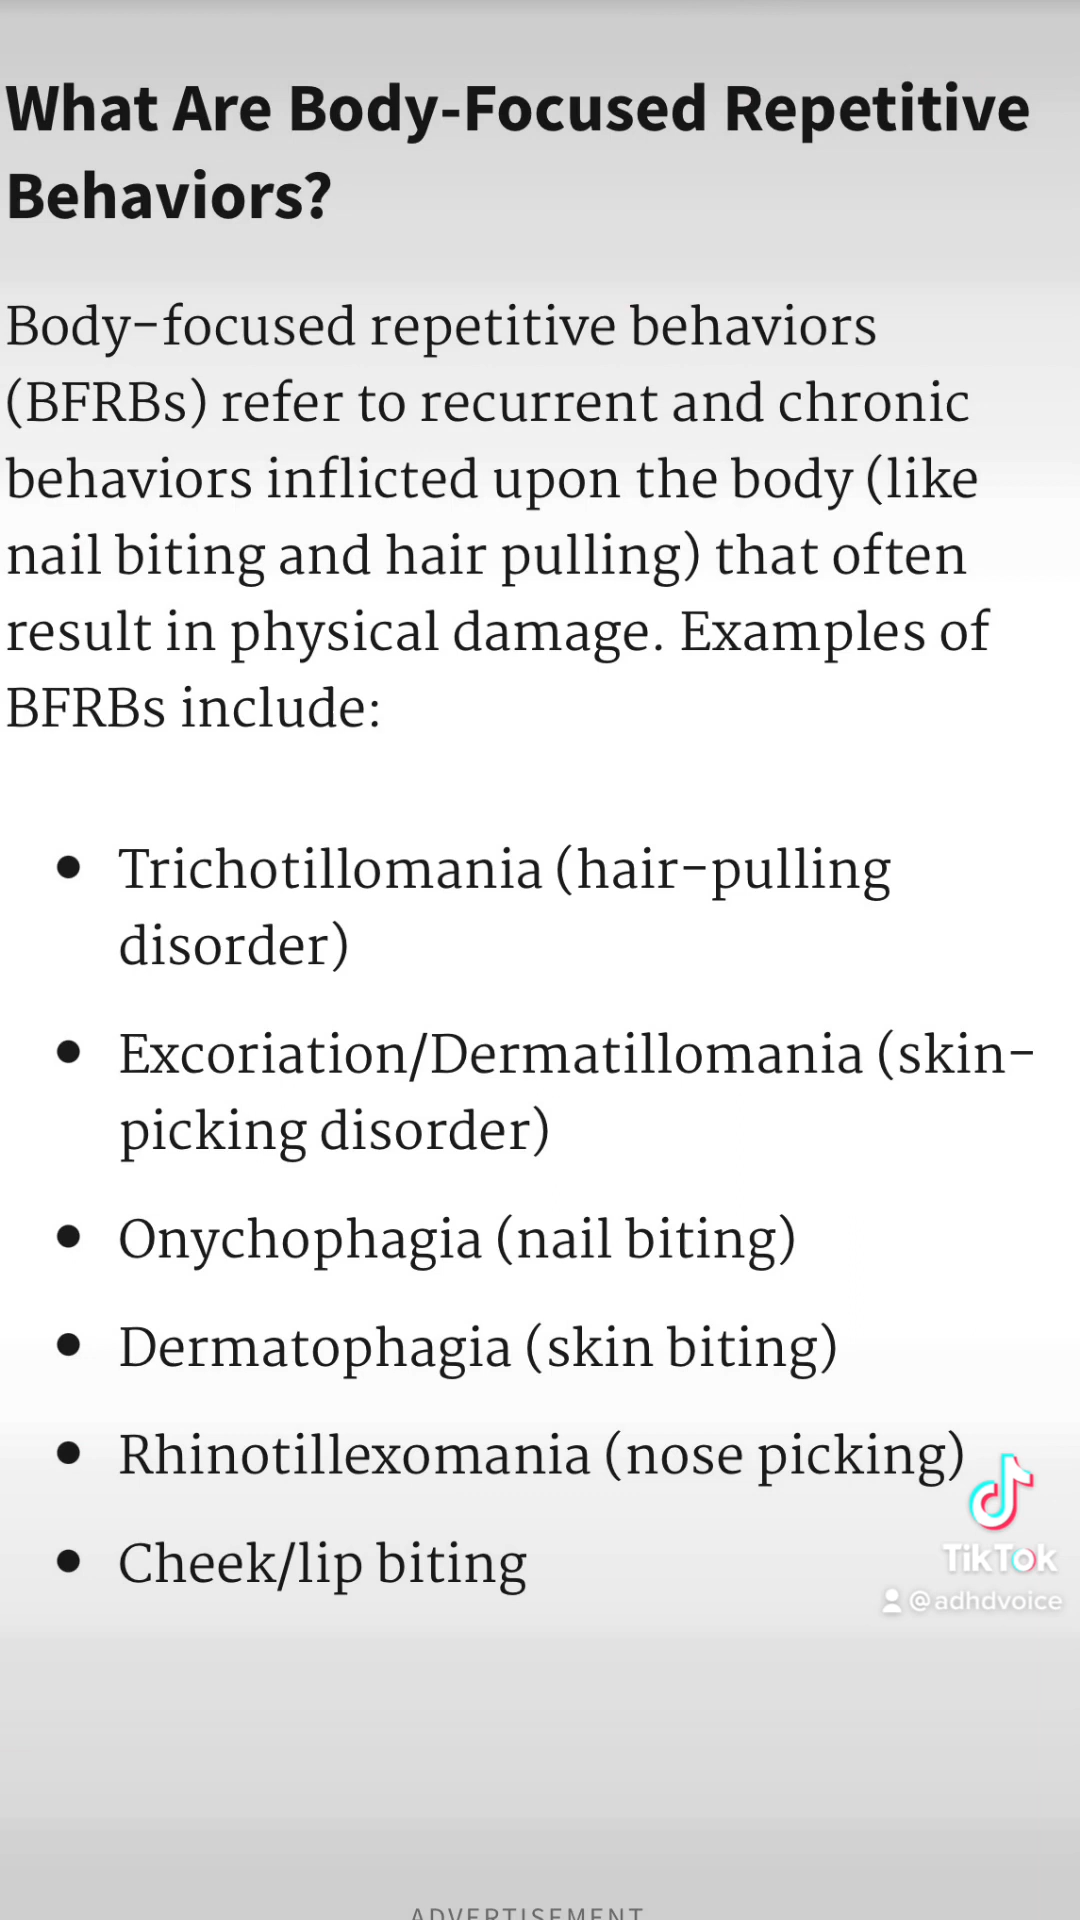 What Are Body-Focused Repetitive
Behaviors?
Body-focused repetitive behaviors
(BFRBs) refer to recurrent and chronic
behaviors inflicted upon the body (like
nail biting and hair pulling) that often
result in physical damage. Examples of
BFRBs include:
• Trichotillomania (hair-pulling
disorder)
• Excoriation/Dermatillomania (skin-
picking disorder)
• Onychophagia (nail biting)
• Dermatophagia (skin biting)
• Rhinotillexomania (nose picking)
• Cheek/lip biting
TikTok
@adhdvoice
ADVERTISEMENT